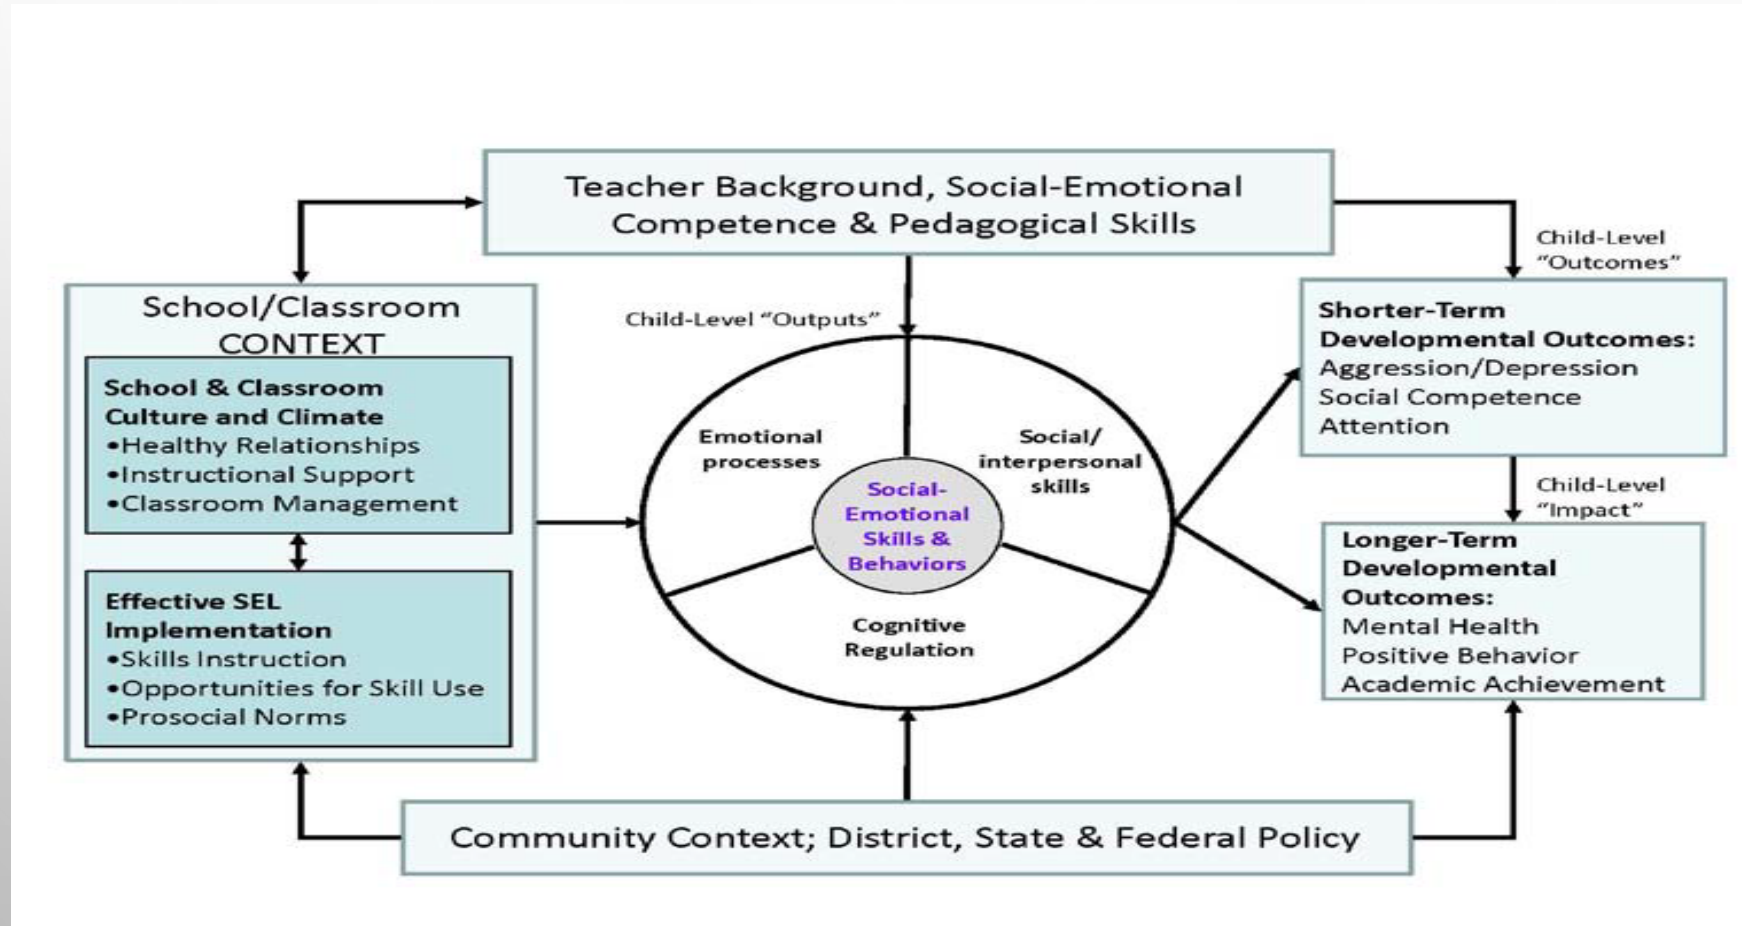 Teacher Background, Social-Emotional
Competence & Pedagogical Skills
Child-Level
“Outcomes”
School/Classroom
CONTEXT
School & Classroom
Culture and Climate
•Healthy Relationships
•Instructional Support
•Classroom Management
Effective SEL
Implementation
•Skills Instruction
•Opportunities for Skill Use
•Prosocial Norms
Child-Level “Outputs”
Emotional
processes
Social/
interpersonal
skills
Social-
Emotional
Skills &
Behaviors
Cognitive
Regulation
Shorter-Term
Developmental Outcomes:
Aggression/Depression
Social Competence
Attention
Child-Level
“Impact”
Longer-Term
Developmental
Outcomes:
Mental Health
Positive Behavior
Academic Achievement
Community Context; District, State & Federal Policy